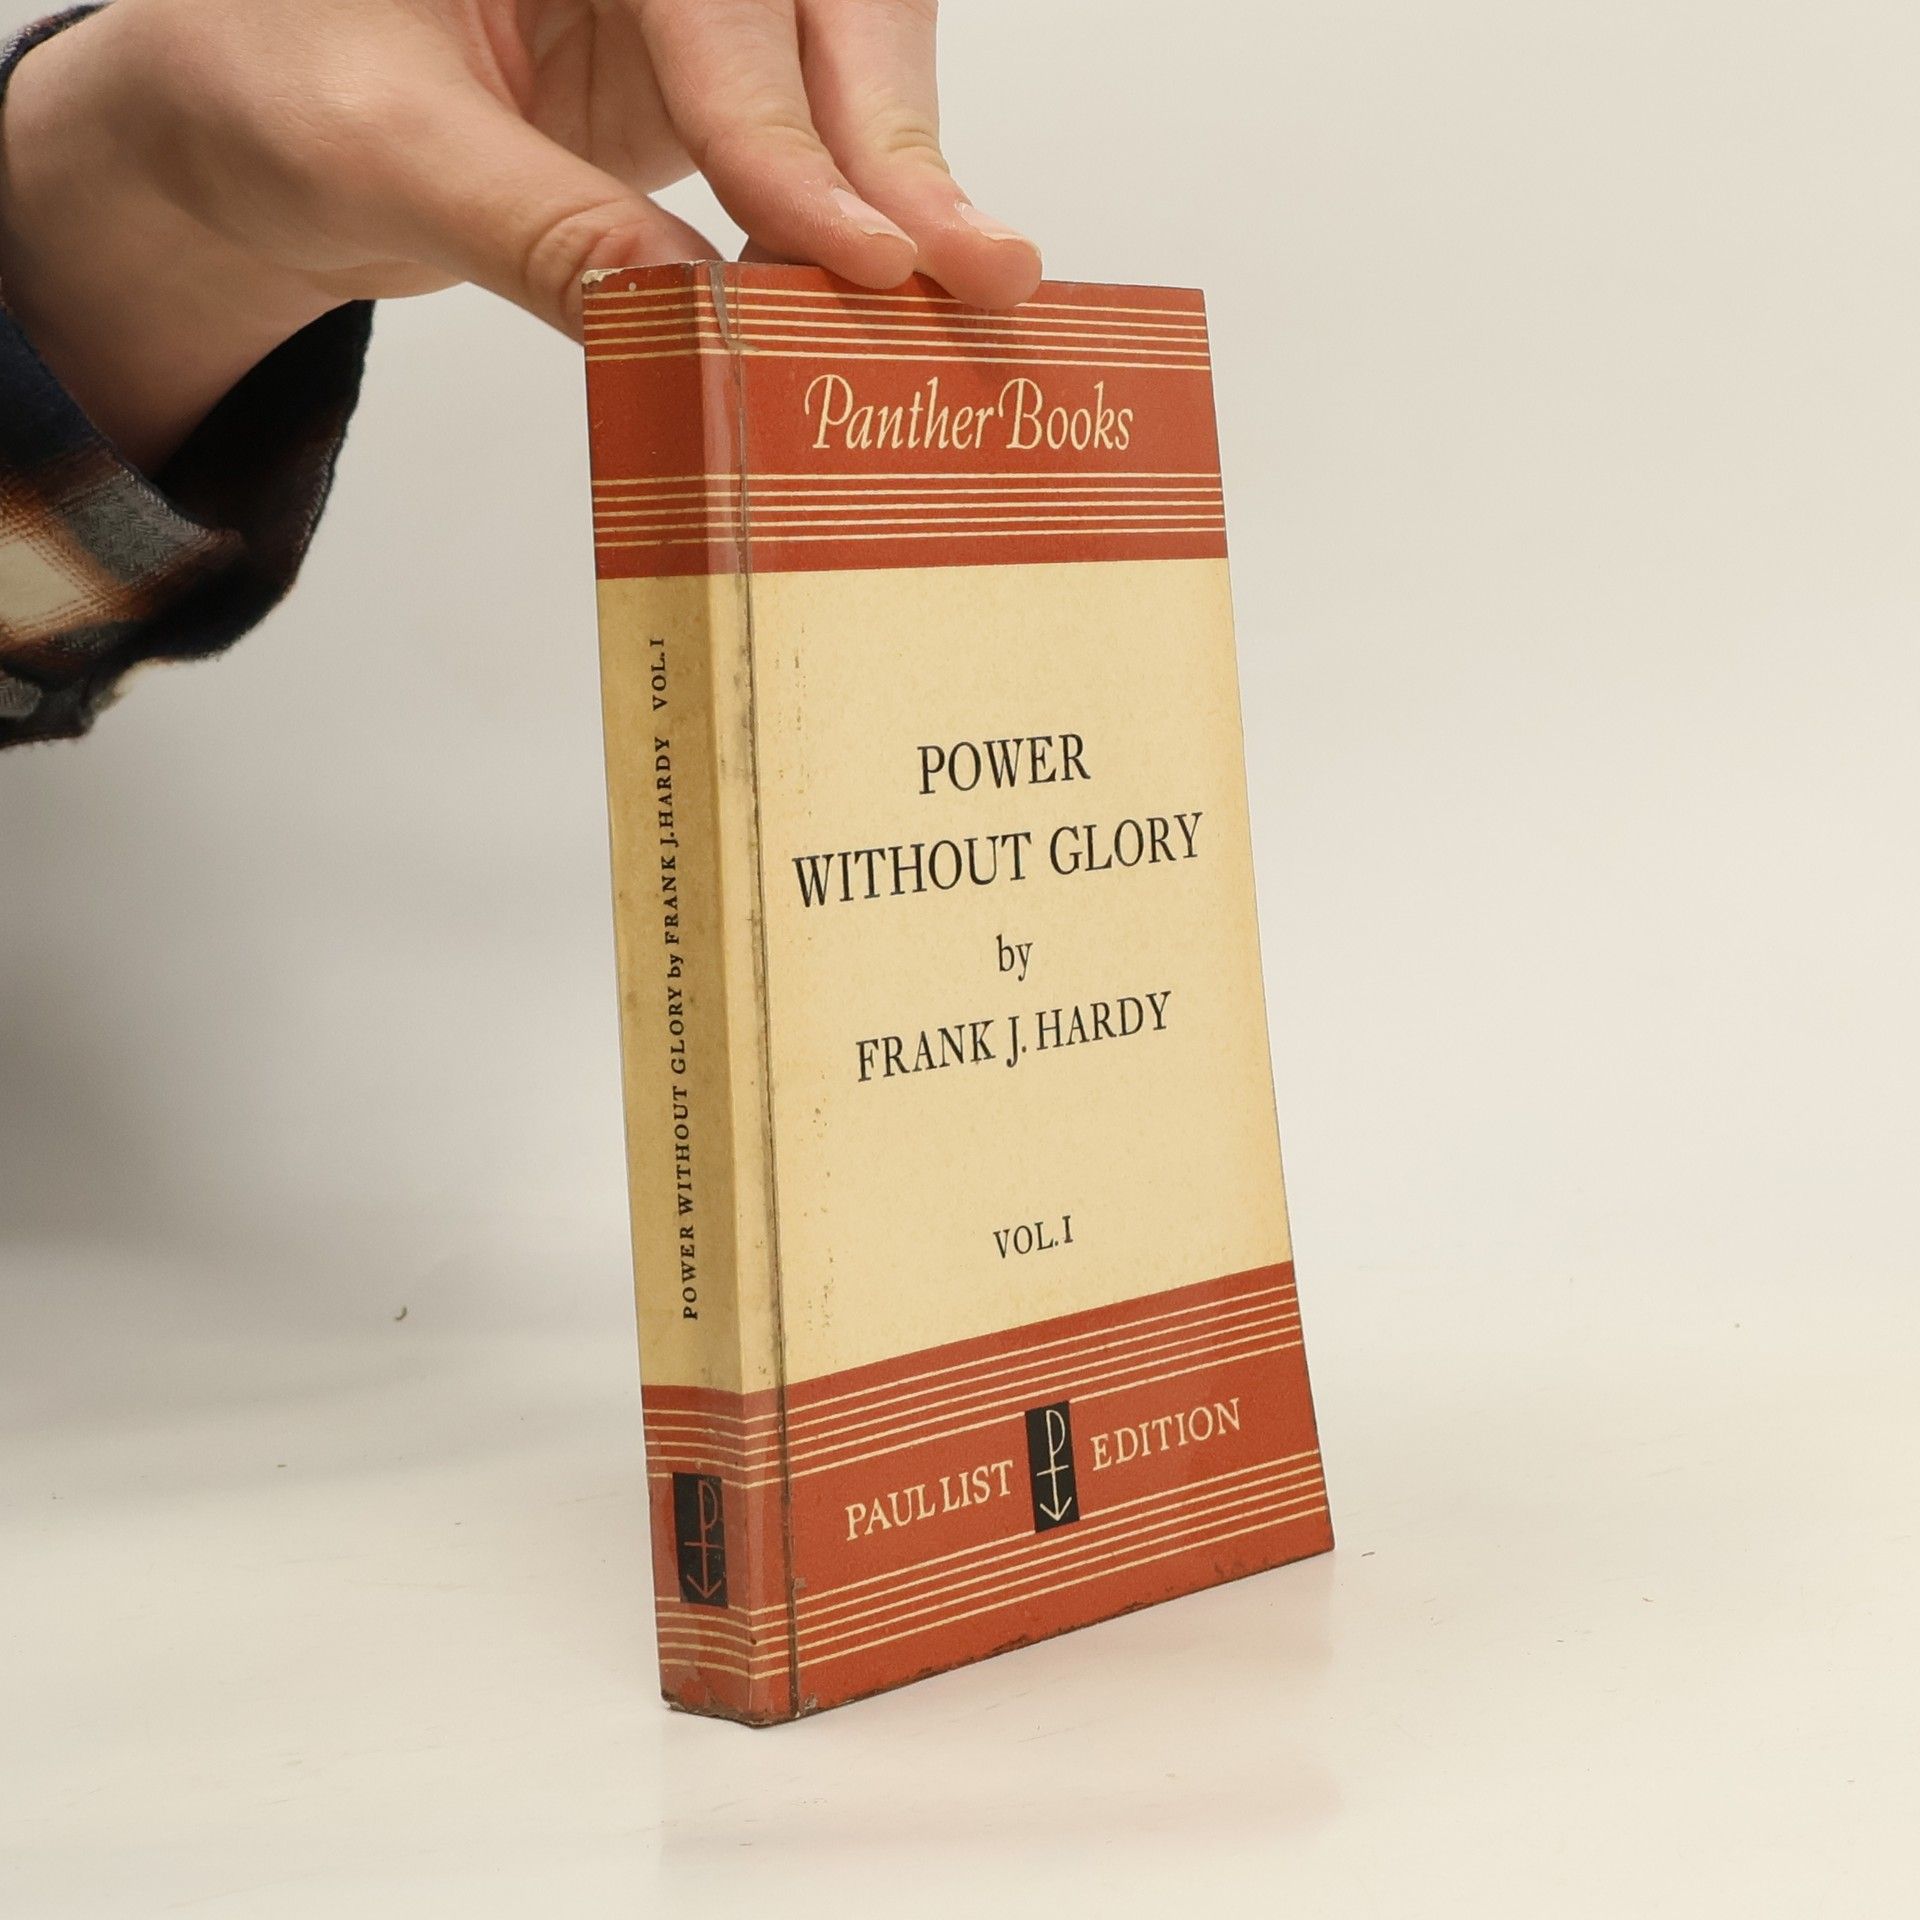 Panther Books
POWER
WITHOUT GLORY
by
FRANK J. HARDY
VOL. I
PAUL LIST P EDITION
POWER WITHOUT GLORY by FRANK J. HARDY VOL. I
P